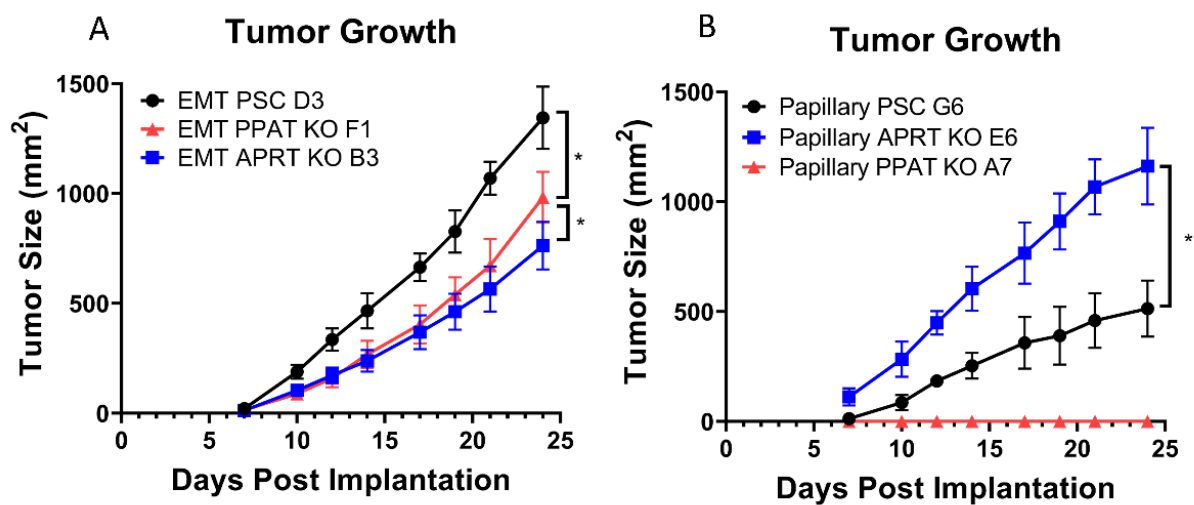 A
Tumor Growth
EMT PSC D3
EMT PPAT KO F1
EMT APRT KO B3
Tumor Size (mm²)
1500
1000
500
0
*
*
0 5 10 15 20 25
Days Post Implantation
B
Tumor Growth
Papillary PSC G6
Papillary APRT KO E6
Papillary PPAT KO A7
Tumor Size (mm²)
1500
1000
500
0
*
0 5 10 15 20 25
Days Post Implantation